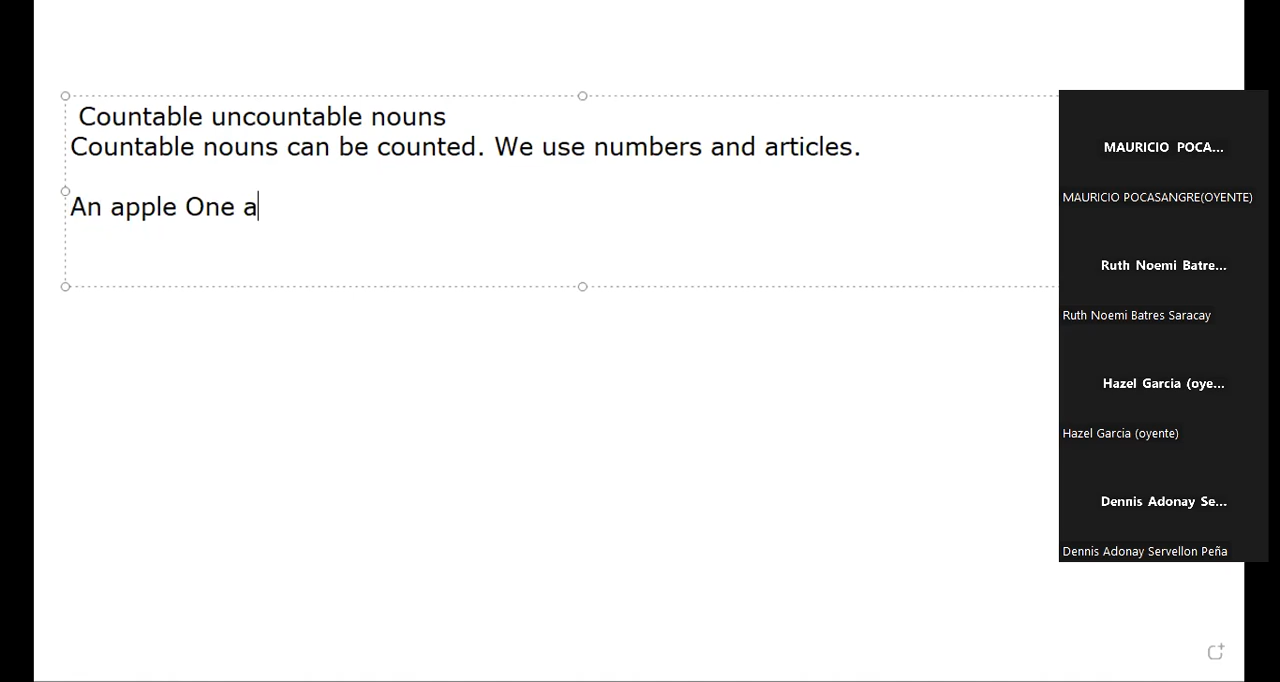 Countable uncountable nouns
Countable nouns can be counted. We use numbers and articles.
An apple One a
MAURICIO POCA...
MAURICIO POCASANGRE(OYENTE)
Ruth Noemi Batre...
Ruth Noemi Batres Saracay
Hazel Garcia (oye...
Hazel Garcia (oyente)
Dennis Adonay Se...
Dennis Adonay Servellon Peña